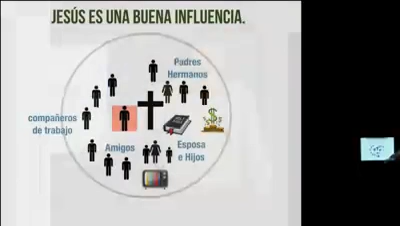 JESÚS ES UNA BUENA INFLUENCIA.
Padres
Hermanos
compañeros
de trabajo
Amigos
Esposa
e Hijos